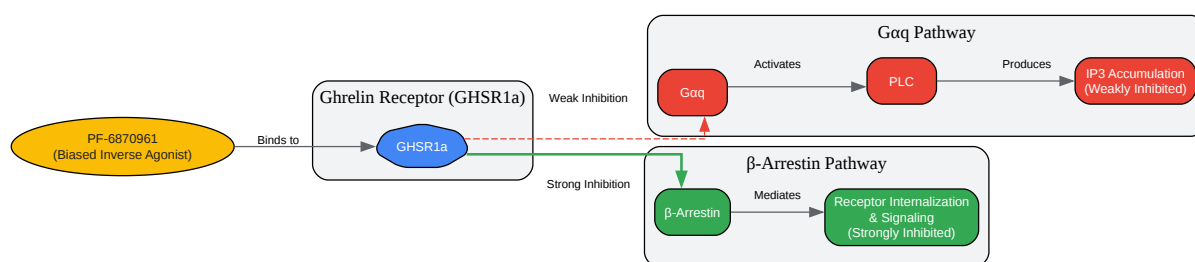 PF-6870961
(Biased Inverse Agonist)
Binds to
Ghrelin Receptor (GHSR1a)
GHSR1a
Weak Inhibition
Strong Inhibition
Gαq Pathway
Gαq
Activates
PLC
Produces
IP3 Accumulation
(Weakly Inhibited)
β-Arrestin Pathway
β-Arrestin
Mediates
Receptor Internalization
& Signaling
(Strongly Inhibited)